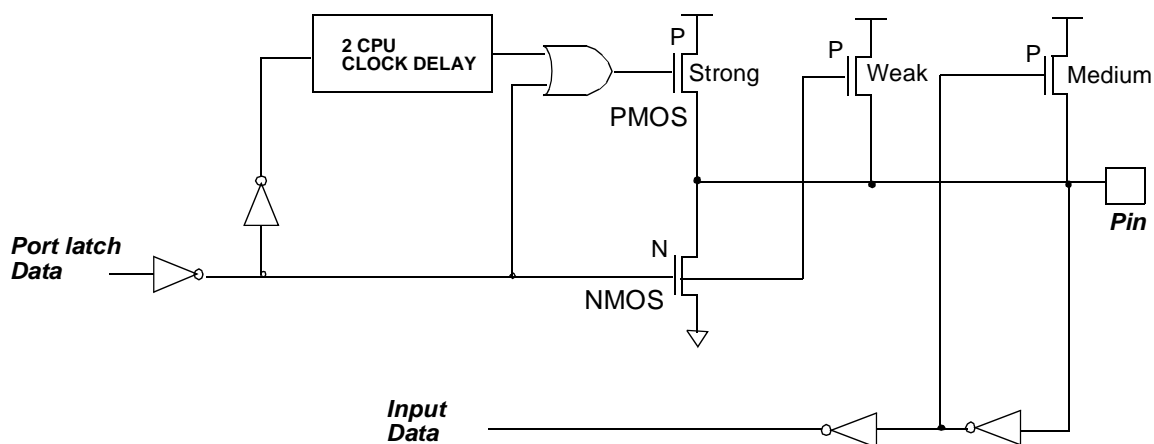 2 CPU
CLOCK DELAY
P
Strong
PMOS
P
Weak
P
Medium
Pin
Port latch
Data
N
NMOS
Input
Data